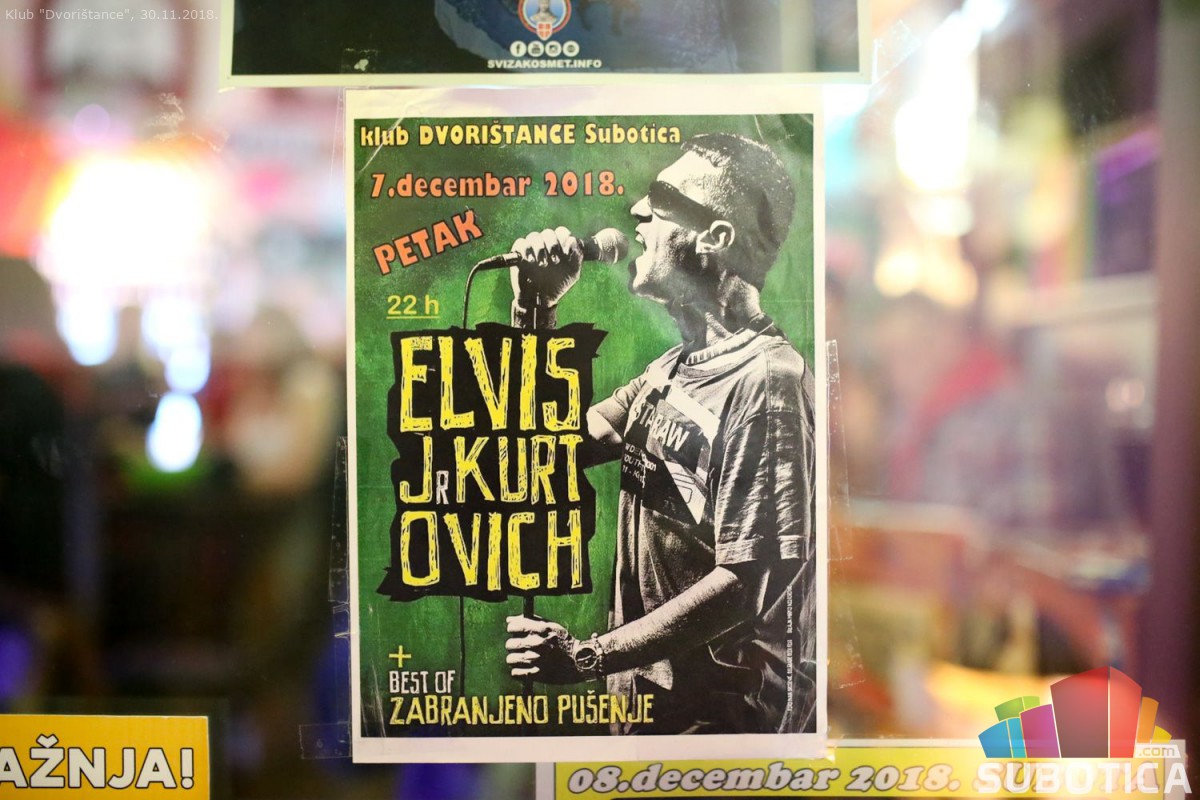 Klub "Dvorištance", 30.11.2018.
SVIZAKOSMET.INFO
klub DVORIŠTANCE Subotica
7.decembar 2018.
PETAK
22 h
ELVIS
JR KURT
OVICH
STARAW
+
BEST OF
ZABRANJENO PUŠENJE
AŽNJA!
08.decembar 2018.
.com
SUBOTICA